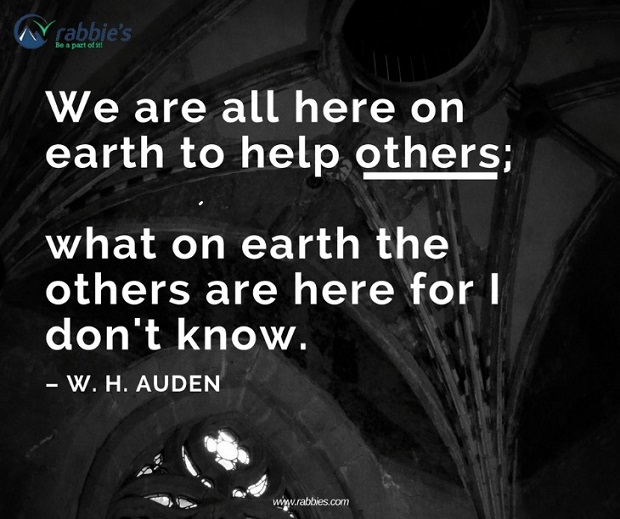 rabbie's
Be a part of it!
We are all here on
earth to help others;
what on earth the
others are here for I
don't know.
– W. H. AUDEN
www.rabbies.com